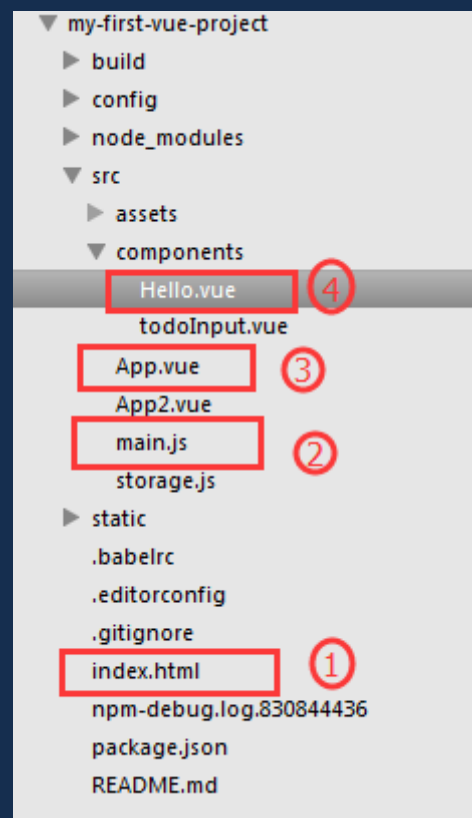 my-first-vue-project
build
config
node_modules
src
assets
components
Hello.vue 4
todoInput.vue
App.vue 3
App2.vue
main.js 2
storage.js
static
.babelrc
.editorconfig
.gitignore
index.html 1
npm-debug.log.830844436
package.json
README.md